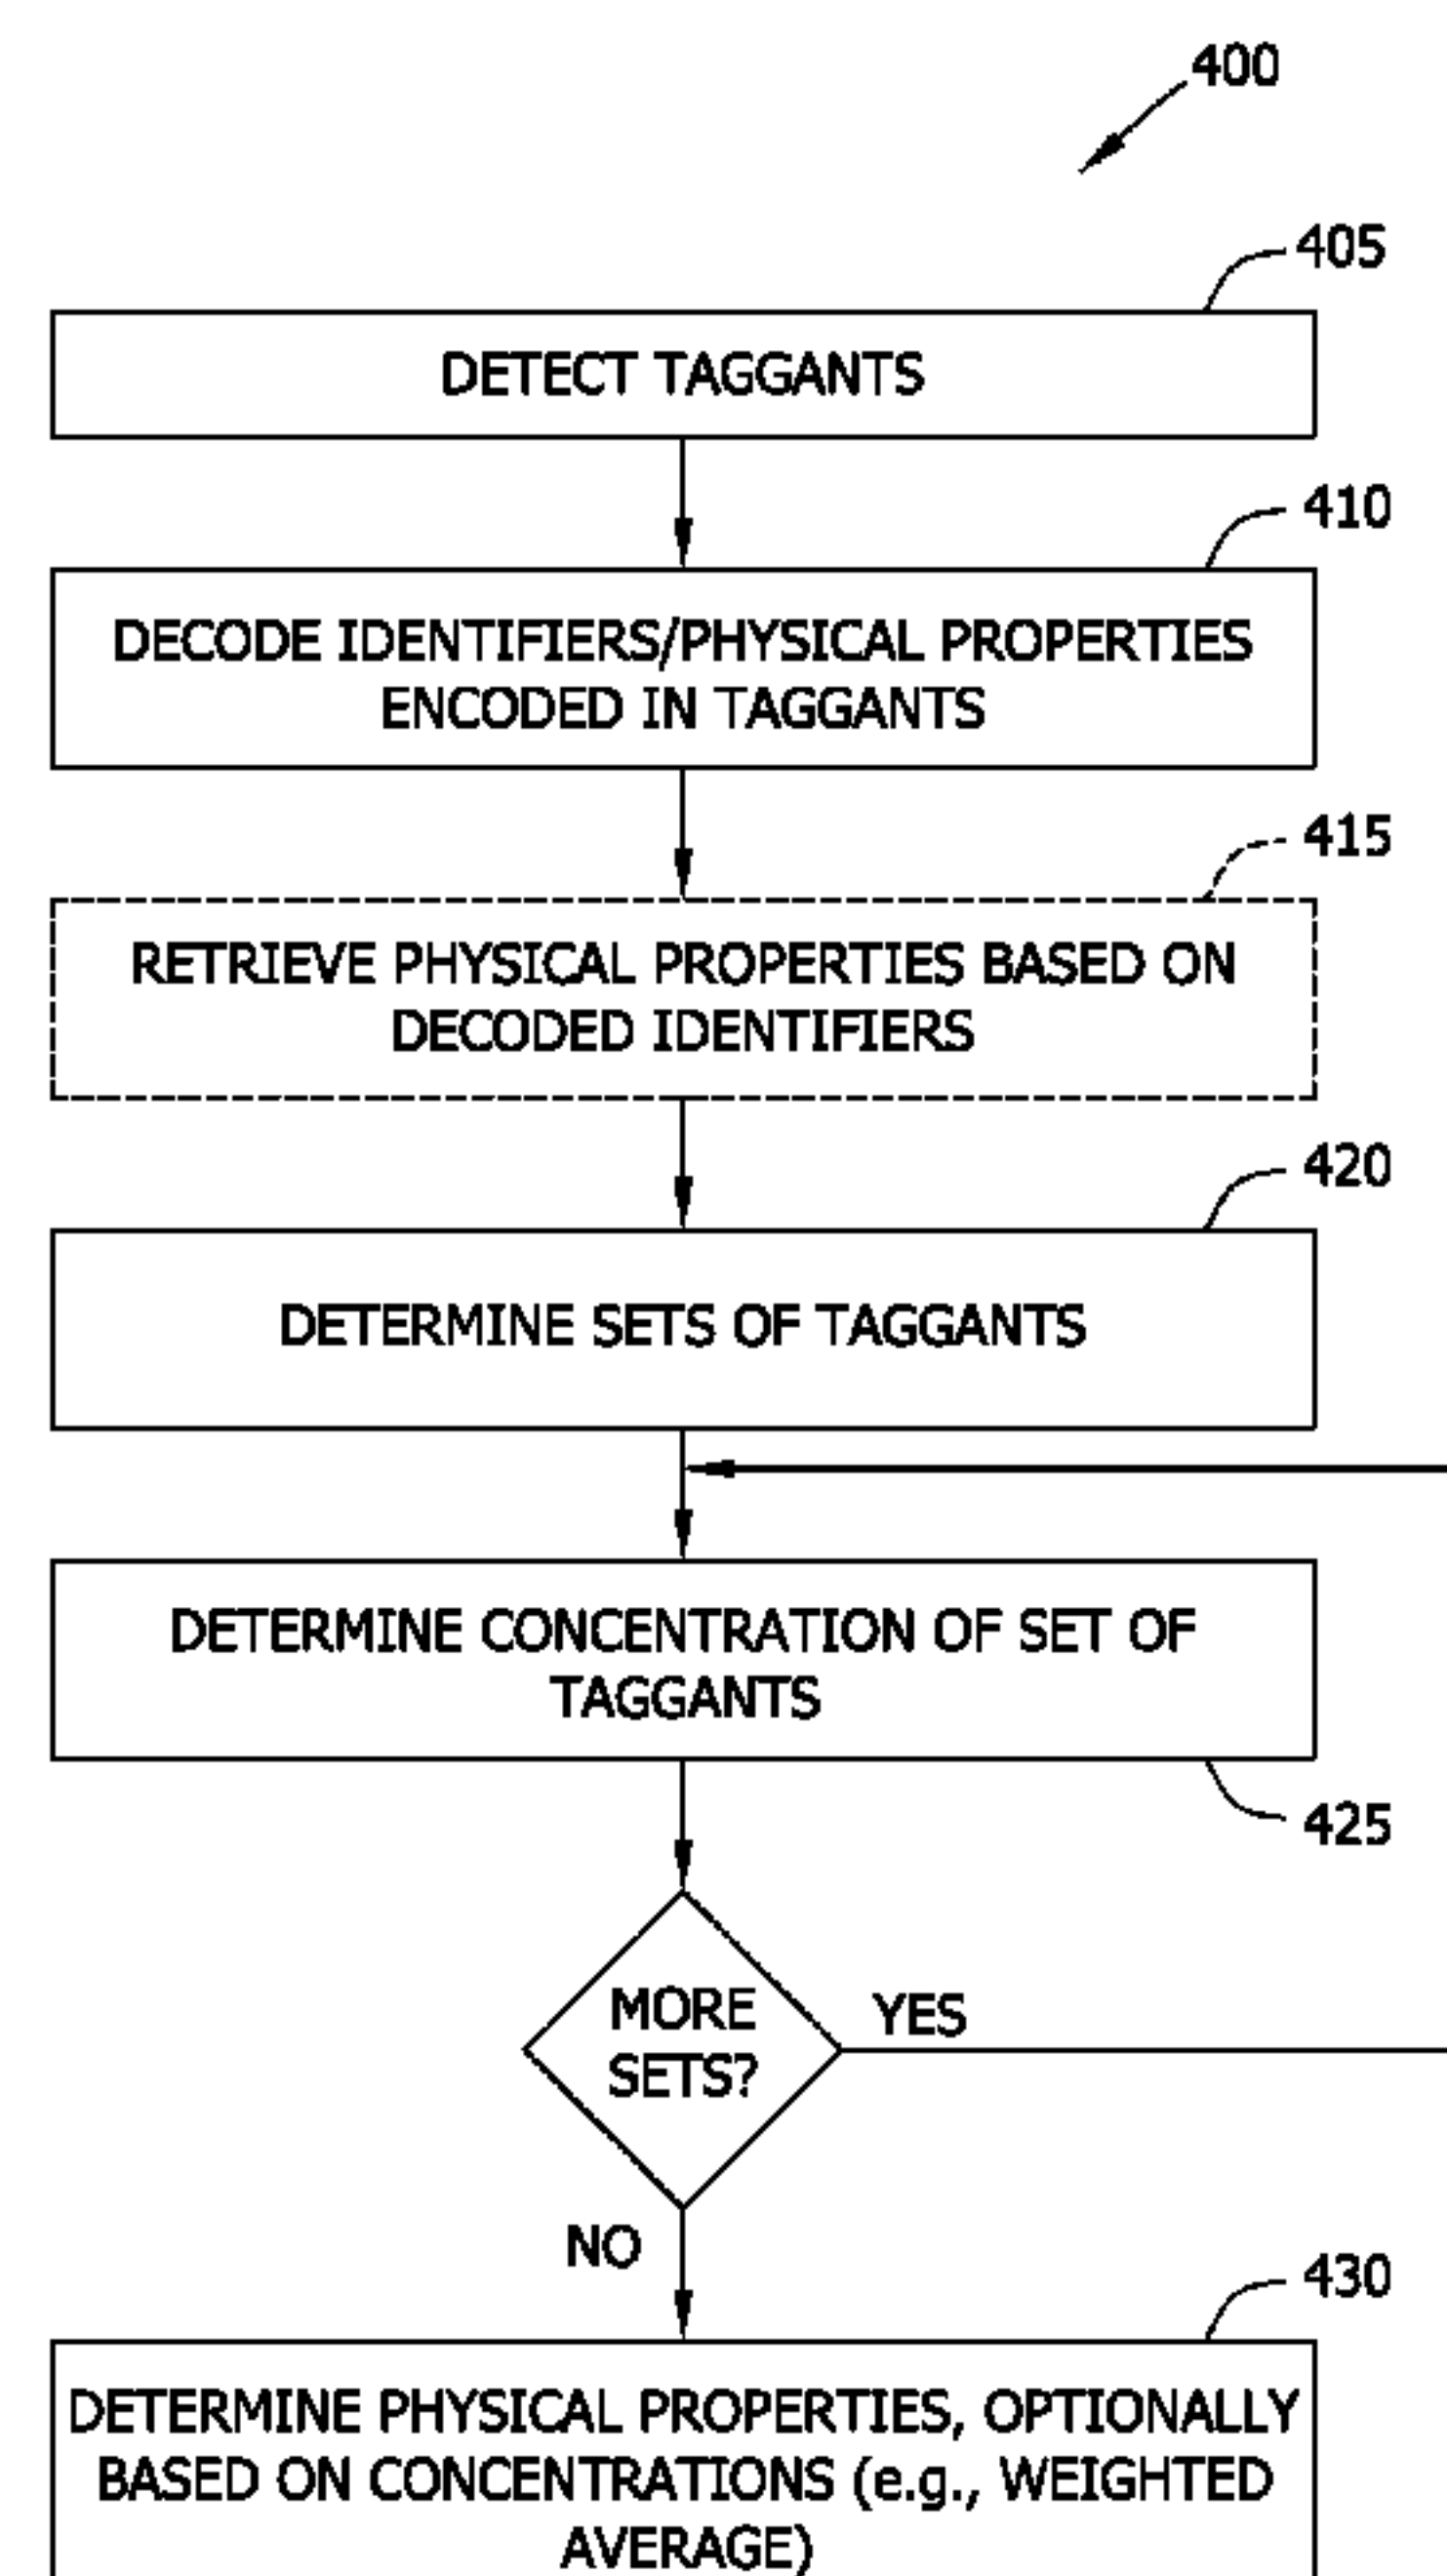 400
405
DETECT TAGGANTS
410
DECODE IDENTIFIERS/PHYSICAL PROPERTIES
ENCODED IN TAGGANTS
415
RETRIEVE PHYSICAL PROPERTIES BASED ON
DECODED IDENTIFIERS
420
DETERMINE SETS OF TAGGANTS
DETERMINE CONCENTRATION OF SET OF
TAGGANTS
425
MORE
SETS?
YES
NO
430
DETERMINE PHYSICAL PROPERTIES, OPTIONALLY
BASED ON CONCENTRATIONS (e.g., WEIGHTED
AVERAGE)